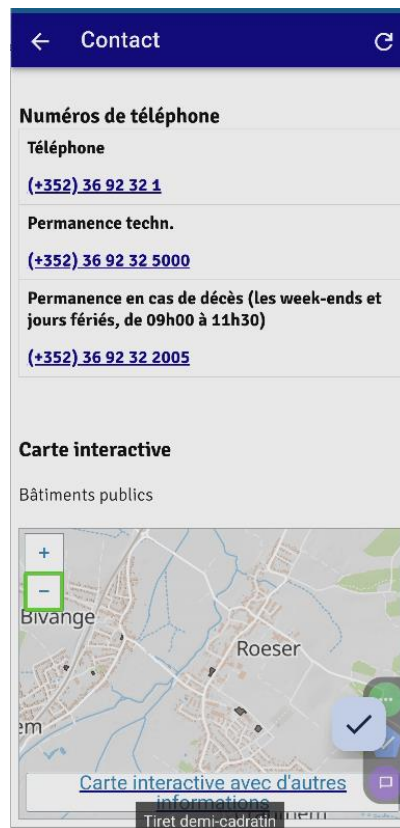 Contact
Numéros de téléphone
Téléphone
(+352) 36 92 32 1
Permanence techn.
(+352) 36 92 32 5000
Permanence en cas de décès (les week-ends et
jours fériés, de 09h00 à 11h30)
(+352) 36 92 32 2005
Carte interactive
Bâtiments publics
+
−
Bivange
Roeser
em
Carte interactive avec d'autres
informations
Tiret demi-cadratin